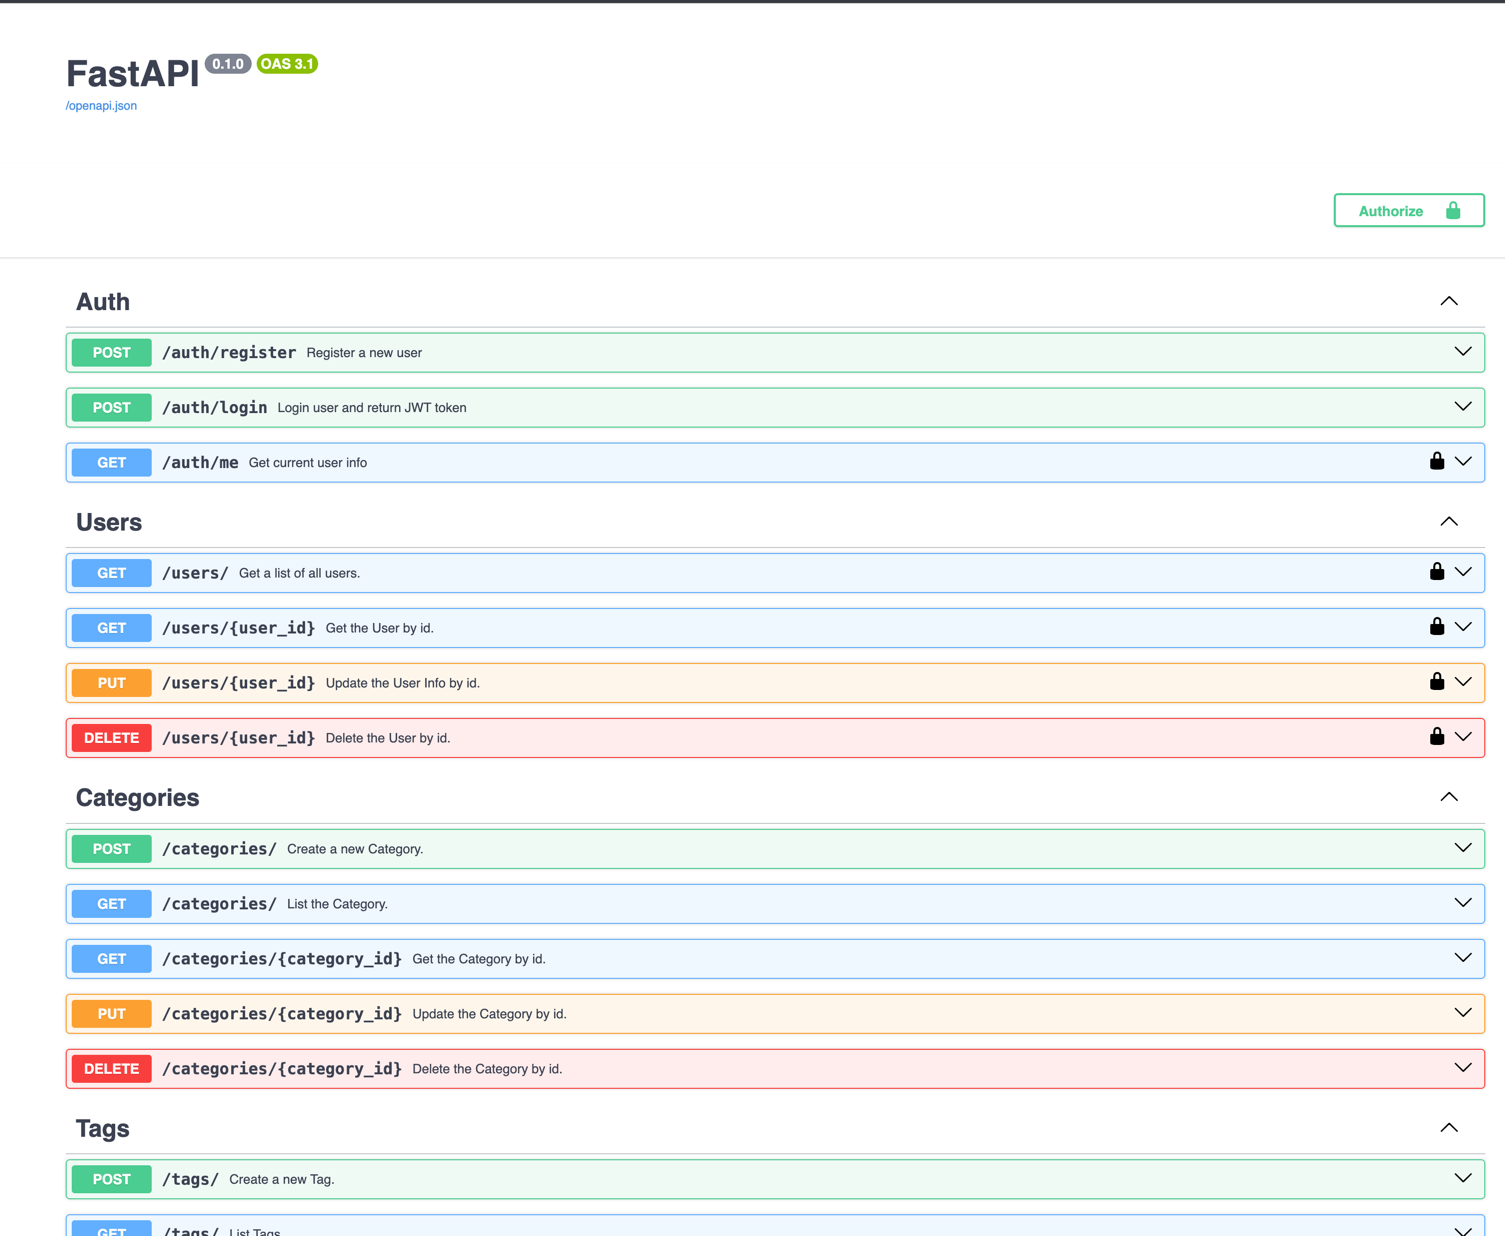 FastAPI 0.1.0 OAS 3.1
/openapi.json
Authorize
Auth
POST /auth/register Register a new user
POST /auth/login Login user and return JWT token
GET /auth/me Get current user info
Users
GET /users/ Get a list of all users.
GET /users/{user_id} Get the User by id.
PUT /users/{user_id} Update the User Info by id.
DELETE /users/{user_id} Delete the User by id.
Categories
POST /categories/ Create a new Category.
GET /categories/ List the Category.
GET /categories/{category_id} Get the Category by id.
PUT /categories/{category_id} Update the Category by id.
DELETE /categories/{category_id} Delete the Category by id.
Tags
POST /tags/ Create a new Tag.
GET /tags/ List Tags